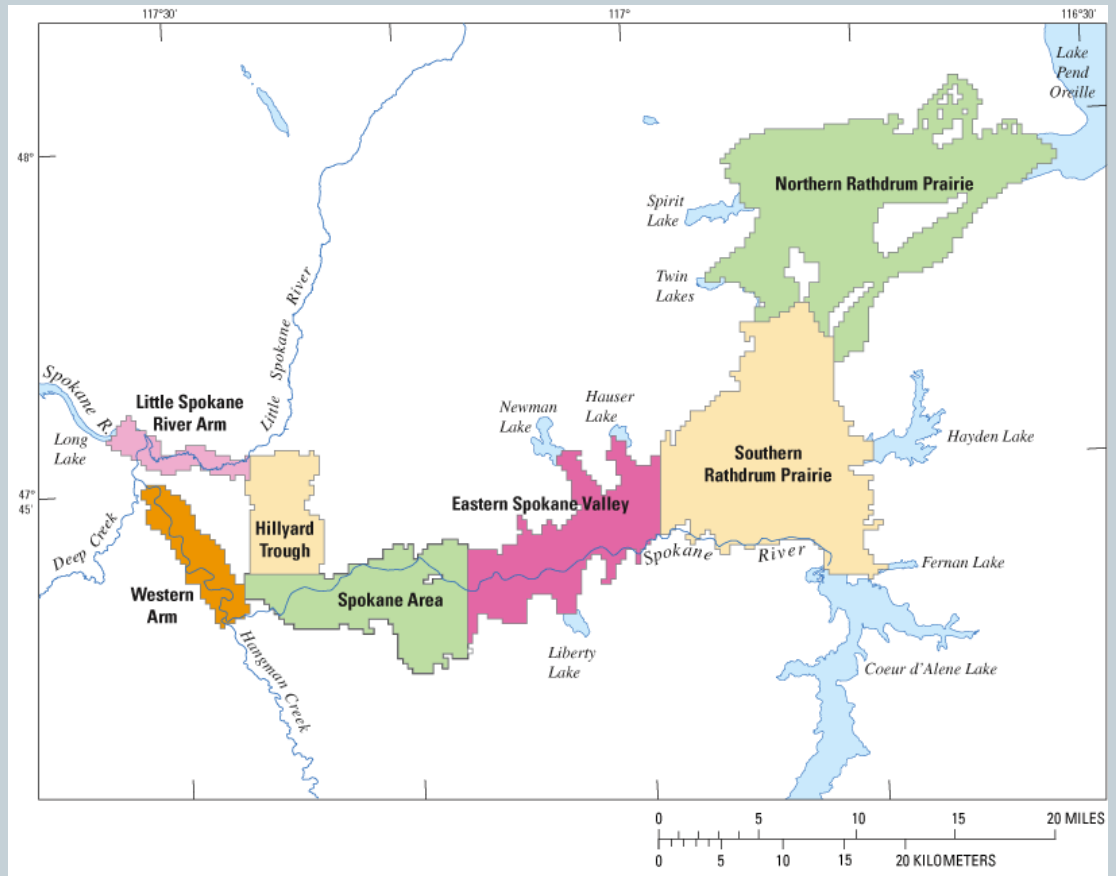 117°30'
117°
116°30'
Lake
Pend
Oreille
48°
Northern Rathdrum Prairie
Spirit
Lake
Twin
Lakes
Little Spokane River
Spokane R.
Little Spokane
River Arm
Long
Lake
Newman
Lake
Hauser
Lake
Hayden Lake
Southern
Rathdrum Prairie
47°
45'
Eastern Spokane Valley
Hillyard
Trough
Deep Creek
Spokane River
Fernan Lake
Western
Arm
Spokane Area
Hangman Creek
Liberty
Lake
Coeur d'Alene Lake
0 5 10 15 20 MILES
0 5 10 15 20 KILOMETERS